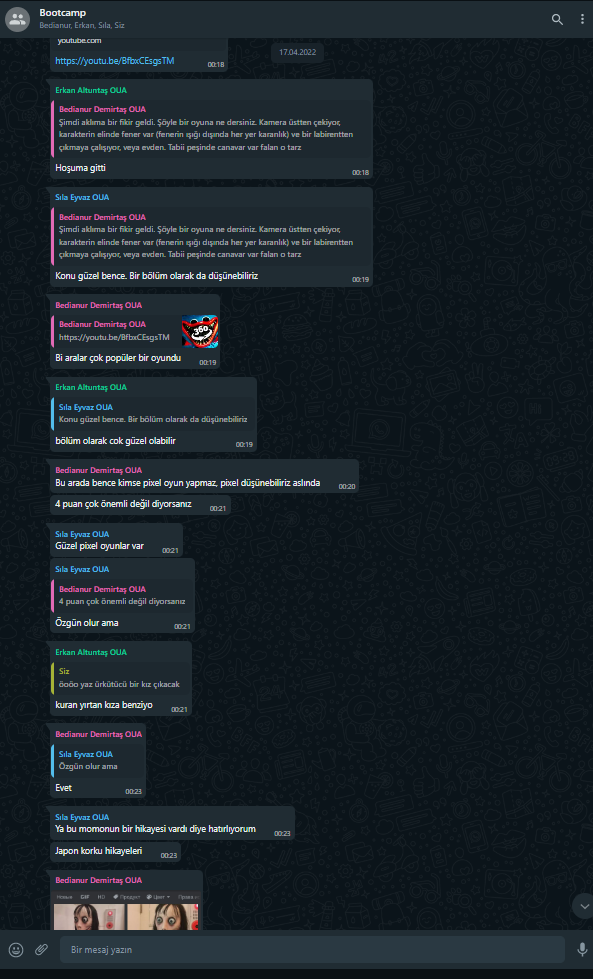 Bootcamp
Bedianur, Erkan, Sıla, Siz
youtube.com
https://youtu.be/BfbxCEsgsTM
00:18
17.04.2022
Erkan Altuntaş OUA
Bedianur Demirtaş OUA
Şimdi aklıma bir fikir geldi. Şöyle bir oyuna ne dersiniz. Kamera üstten çekiyor,
karakterin elinde fener var (fenerin ışığı dışında her yer karanlık) ve bir labirentten
çıkmaya çalışıyor, veya evden. Tabii peşinde canavar var falan o tarz
Hoşuma gitti
00:18
Sıla Eyvaz OUA
Bedianur Demirtaş OUA
Şimdi aklıma bir fikir geldi. Şöyle bir oyuna ne dersiniz. Kamera üstten çekiyor,
karakterin elinde fener var (fenerin ışığı dışında her yer karanlık) ve bir labirentten
çıkmaya çalışıyor, veya evden. Tabii peşinde canavar var falan o tarz
Konu güzel bence. Bir bölüm olarak da düşünebiliriz
00:19
Bedianur Demirtaş OUA
Bedianur Demirtaş OUA
https://youtu.be/BfbxCEsgsTM
360
Bi aralar çok popüler bir oyundu
00:19
Erkan Altuntaş OUA
Sıla Eyvaz OUA
Konu güzel bence. Bir bölüm olarak da düşünebiliriz
bölüm olarak cok güzel olabilir
00:19
Bedianur Demirtaş OUA
Bu arada bence kimse pixel oyun yapmaz, pixel düşünebiliriz aslında
00:20
4 puan çok önemli değil diyorsanız
00:21
Sıla Eyvaz OUA
Güzel pixel oyunlar var
00:21
Sıla Eyvaz OUA
Bedianur Demirtaş OUA
4 puan çok önemli değil diyorsanız
Özgün olur ama
00:21
Erkan Altuntaş OUA
Siz
öoöo yaz ürkütücü bir kız çıkacak
kuran yırtan kıza benziyo
00:21
Bedianur Demirtaş OUA
Sıla Eyvaz OUA
Özgün olur ama
Evet
00:23
Sıla Eyvaz OUA
Ya bu momonun bir hikayesi vardı diye hatırlıyorum
00:23
Japon korku hikayeleri
00:23
Bedianur Demirtaş OUA
GIF HD Продукт Цвет Права
Bir mesaj yazın